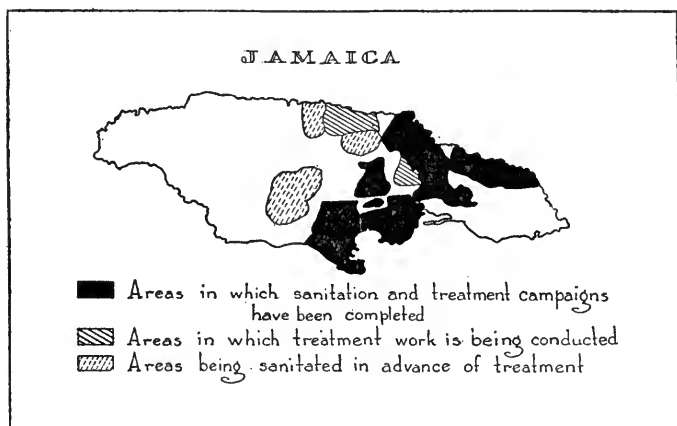 JAMAICA
Areas in which sanitation and treatment campaigns
have been completed
Areas in which treatment work is being conducted
Areas being sanitated in advance of treatment